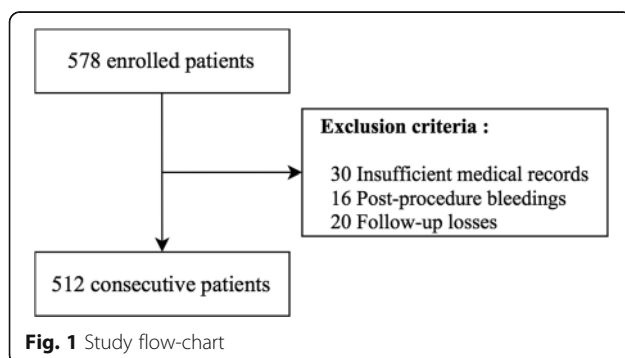 578 enrolled patients
Exclusion criteria :
30 Insufficient medical records
16 Post-procedure bleedings
20 Follow-up losses
512 consecutive patients
Fig. 1 Study flow-chart